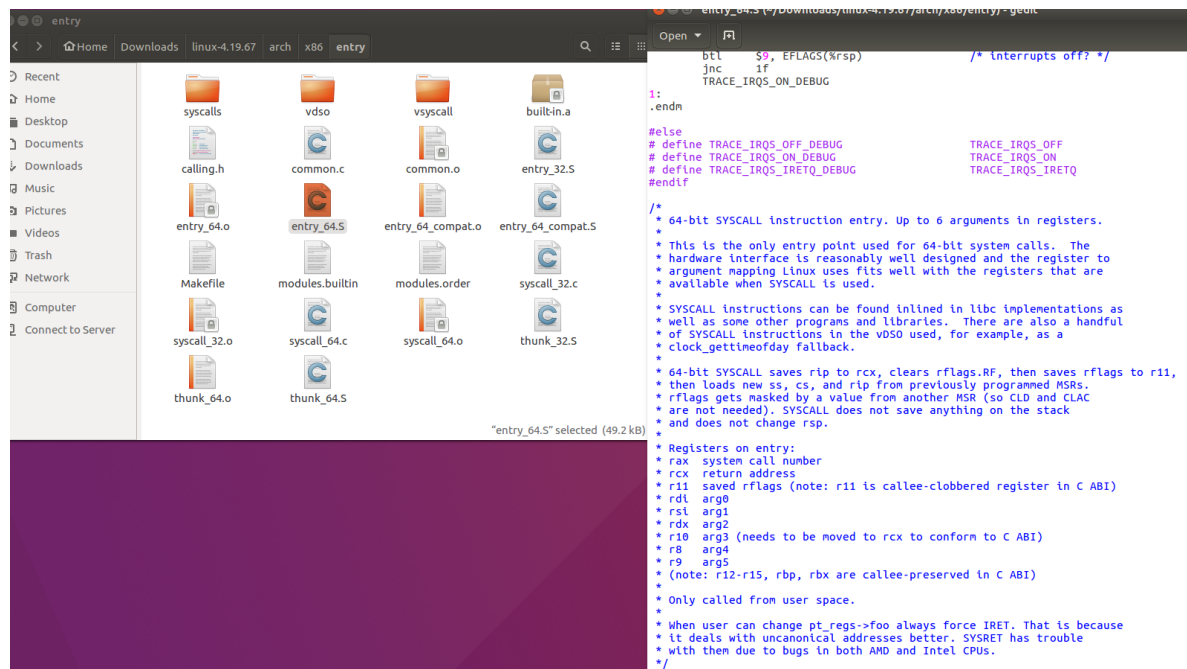 entry
Home Downloads linux-4.19.67 arch x86 entry
Recent
Home
Desktop
Documents
Downloads
Music
Pictures
Videos
Trash
Network
Computer
Connect to Server
syscalls vdso vsyscall built-in.a
calling.h common.c common.o entry_32.S
entry_64.o entry_64.S entry_64_compat.o entry_64_compat.S
Makefile modules.builtin modules.order syscall_32.c
syscall_32.o syscall_64.c syscall_64.o thunk_32.S
thunk_64.o thunk_64.S
"entry_64.S" selected (49.2 kB)
entry_64.S (~/Downloads/linux-4.19.67/arch/x86/entry) - gedit
Open
btl $9, EFLAGS(%rsp) /* interrupts off? */
jnc 1f
TRACE_IRQS_ON_DEBUG
1:
.endm
#else
# define TRACE_IRQS_OFF_DEBUG TRACE_IRQS_OFF
# define TRACE_IRQS_ON_DEBUG TRACE_IRQS_ON
# define TRACE_IRQS_IRETQ_DEBUG TRACE_IRQS_IRETQ
#endif
/*
* 64-bit SYSCALL instruction entry. Up to 6 arguments in registers.
*
* This is the only entry point used for 64-bit system calls. The
* hardware interface is reasonably well designed and the register to
* argument mapping Linux uses fits well with the registers that are
* available when SYSCALL is used.
*
* SYSCALL instructions can be found inlined in libc implementations as
* well as some other programs and libraries. There are also a handful
* of SYSCALL instructions in the vDSO used, for example, as a
* clock_gettimeofday fallback.
*
* 64-bit SYSCALL saves rip to rcx, clears rflags.RF, then saves rflags to r11,
* then loads new ss, cs, and rip from previously programmed MSRs.
* rflags gets masked by a value from another MSR (so CLD and CLAC
* are not needed). SYSCALL does not save anything on the stack
* and does not change rsp.
*
* Registers on entry:
* rax system call number
* rcx return address
* r11 saved rflags (note: r11 is callee-clobbered register in C ABI)
* rdi arg0
* rsi arg1
* rdx arg2
* r10 arg3 (needs to be moved to rcx to conform to C ABI)
* r8 arg4
* r9 arg5
* (note: r12-r15, rbp, rbx are callee-preserved in C ABI)
*
* Only called from user space.
*
* When user can change pt_regs->foo always force IRET. That is because
* it deals with uncanonical addresses better. SYSRET has trouble
* with them due to bugs in both AMD and Intel CPUs.
*/